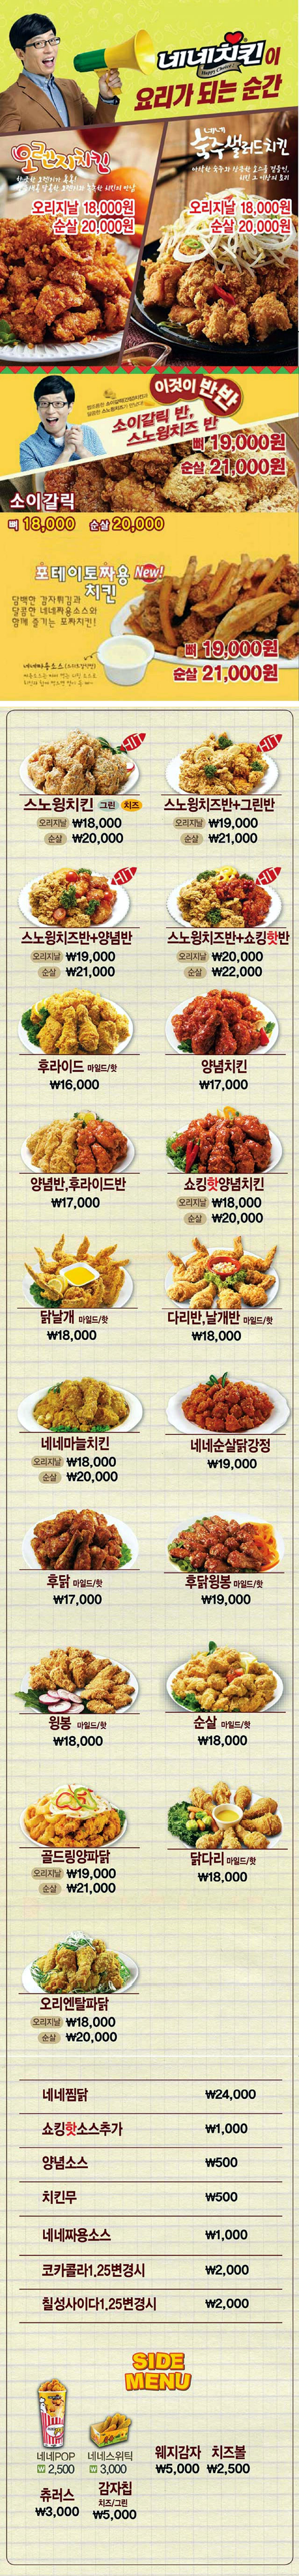 네네치킨이
Happy Choice!
요리가 되는 순간
오렌지치킨
오리지날 18,000원
순살 20,000원
네네
숙주샐러드치킨
오리지날 18,000원
순살 20,000원
이것이 반반
소이갈릭 반,
스노윙치즈 반
뼈 19,000원
순살 21,000원
소이갈릭
뼈 18,000 순살 20,000
포테이토짜용 New!
치킨
담백한 감자튀김과
달콤한 네네짜용소스와
함께 즐기는 포짜치킨!
뼈 19,000원
순살 21,000원
HIT
스노윙치킨 그린 치즈
오리지날 ₩18,000
순살 ₩20,000
HIT
스노윙치즈반+그린반
오리지날 ₩19,000
순살 ₩21,000
HIT
스노윙치즈반+양념반
오리지날 ₩19,000
순살 ₩21,000
HIT
스노윙치즈반+쇼킹핫반
오리지날 ₩20,000
순살 ₩22,000
후라이드 마일드/핫
₩16,000
양념치킨
₩17,000
양념반,후라이드반
₩17,000
쇼킹핫양념치킨
오리지날 ₩18,000
순살 ₩20,000
닭날개 마일드/핫
₩18,000
다리반,날개반 마일드/핫
₩18,000
네네마늘치킨
오리지날 ₩18,000
순살 ₩20,000
네네순살닭강정
₩19,000
후닭 마일드/핫
₩17,000
후닭윙봉 마일드/핫
₩19,000
윙봉 마일드/핫
₩18,000
순살 마일드/핫
₩18,000
골드링양파닭
오리지날 ₩19,000
순살 ₩21,000
닭다리 마일드/핫
₩18,000
오리엔탈파닭
오리지날 ₩18,000
순살 ₩20,000
네네찜닭 ₩24,000
쇼킹핫소스추가 ₩1,000
양념소스 ₩500
치킨무 ₩500
네네짜용소스 ₩1,000
코카콜라1.25변경시 ₩2,000
칠성사이다1.25변경시 ₩2,000
SIDE
MENU
네네POP
₩ 2,500
네네스위틱
₩ 3,000
웨지감자
₩5,000
치즈볼
₩2,500
츄러스
₩3,000
감자칩
치즈/그린
₩5,000